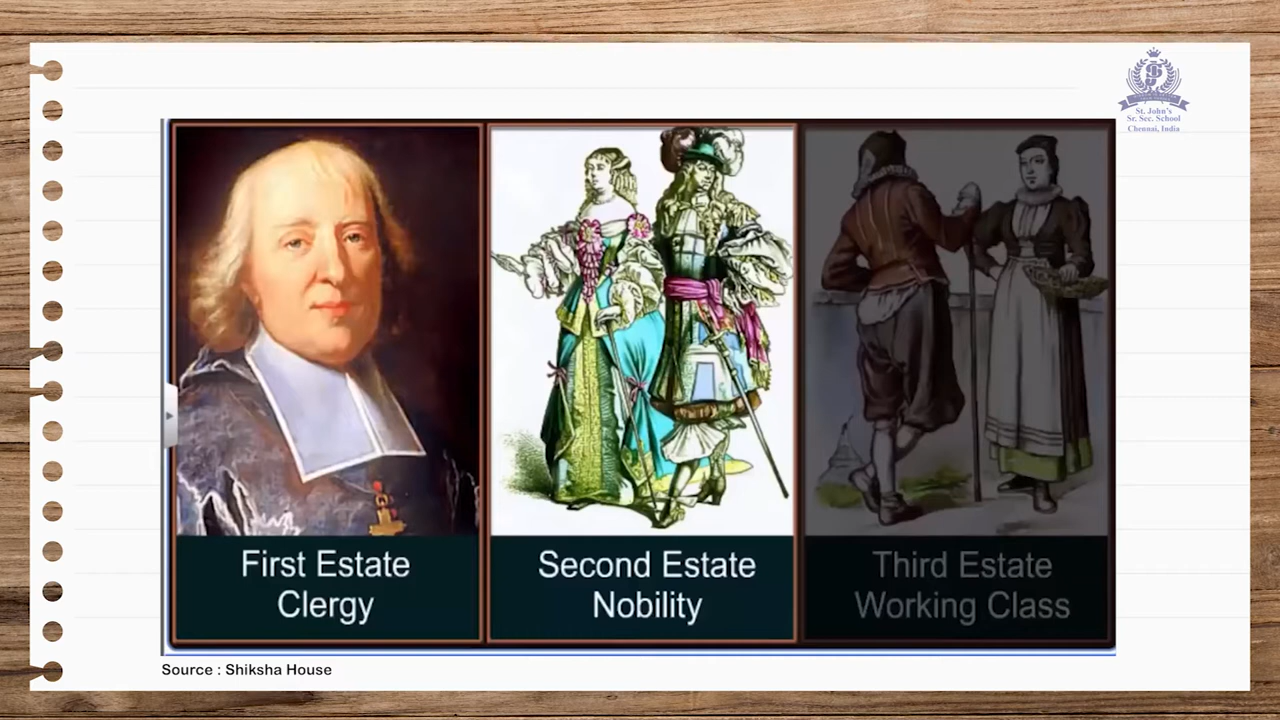 St. John's
Sr. Sec. School
Chennai, India
First Estate
Clergy
Second Estate
Nobility
Third Estate
Working Class
Source : Shiksha House